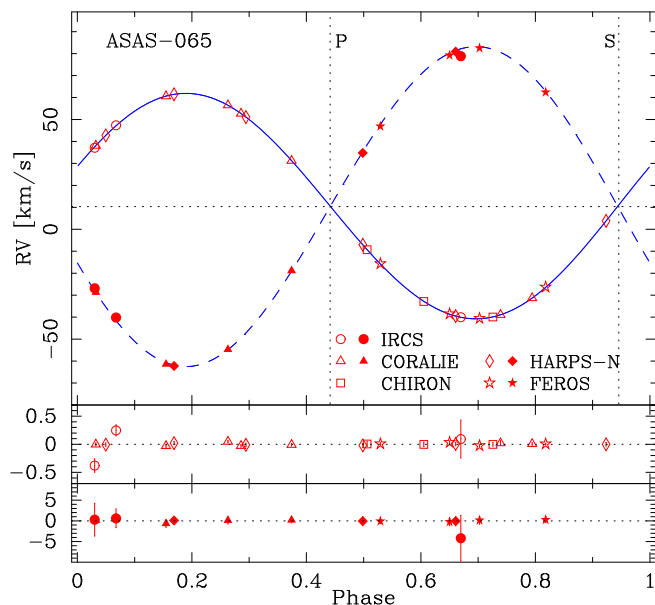 ASAS-065
P
S
RV [km/s]
50
0
−50
IRCS
CORALIE
HARPS-N
CHIRON
FEROS
0.5
0
−0.5
5
0
−5
0
0.2
0.4
0.6
0.8
1
Phase